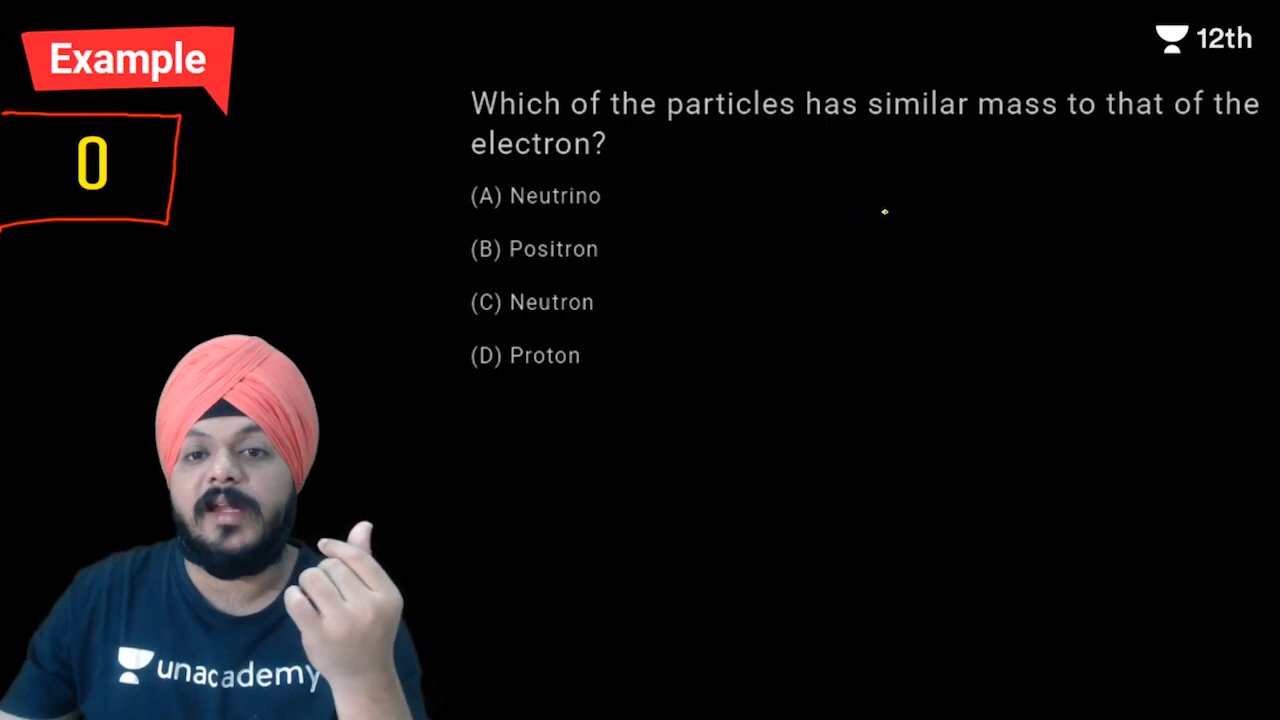 Example
12th
0
Which of the particles has similar mass to that of the
electron?
(A) Neutrino
(B) Positron
(C) Neutron
(D) Proton
unacademy